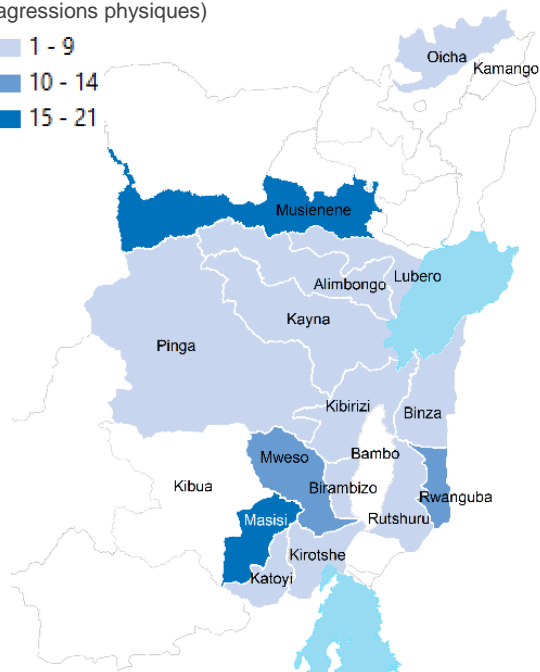 agressions physiques)
1 - 9
10 - 14
15 - 21
Oicha
Kamango
Musienene
Lubero
Alimbongo
Kayna
Pinga
Kibirizi
Binza
Bambo
Mweso
Kibua
Birambizo
Rwanguba
Masisi
Rutshuru
Kirotshe
Katoyi